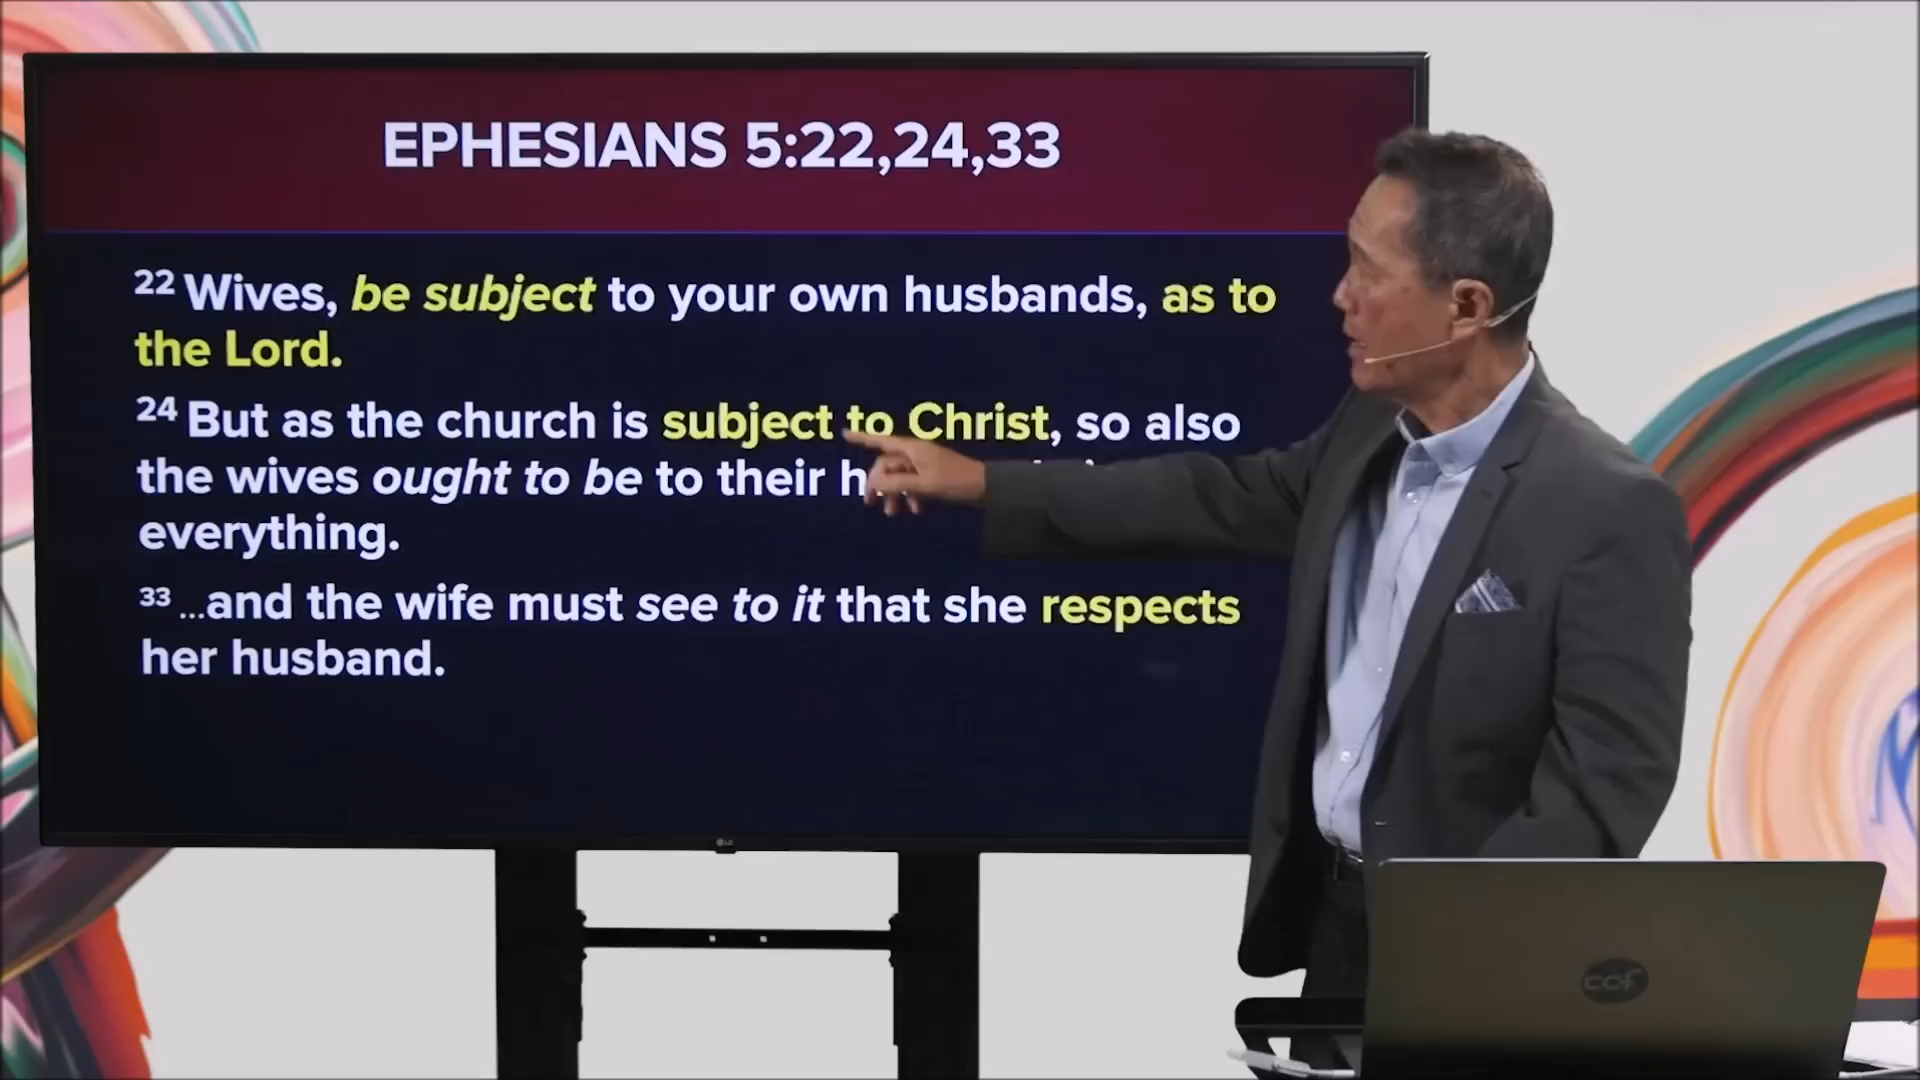 EPHESIANS 5:22,24,33
22 Wives, be subject to your own husbands, as to
the Lord.
24 But as the church is subject to Christ, so also
the wives ought to be to their
everything.
33 ...and the wife must see to it that she respects
her husband.
LG
cof